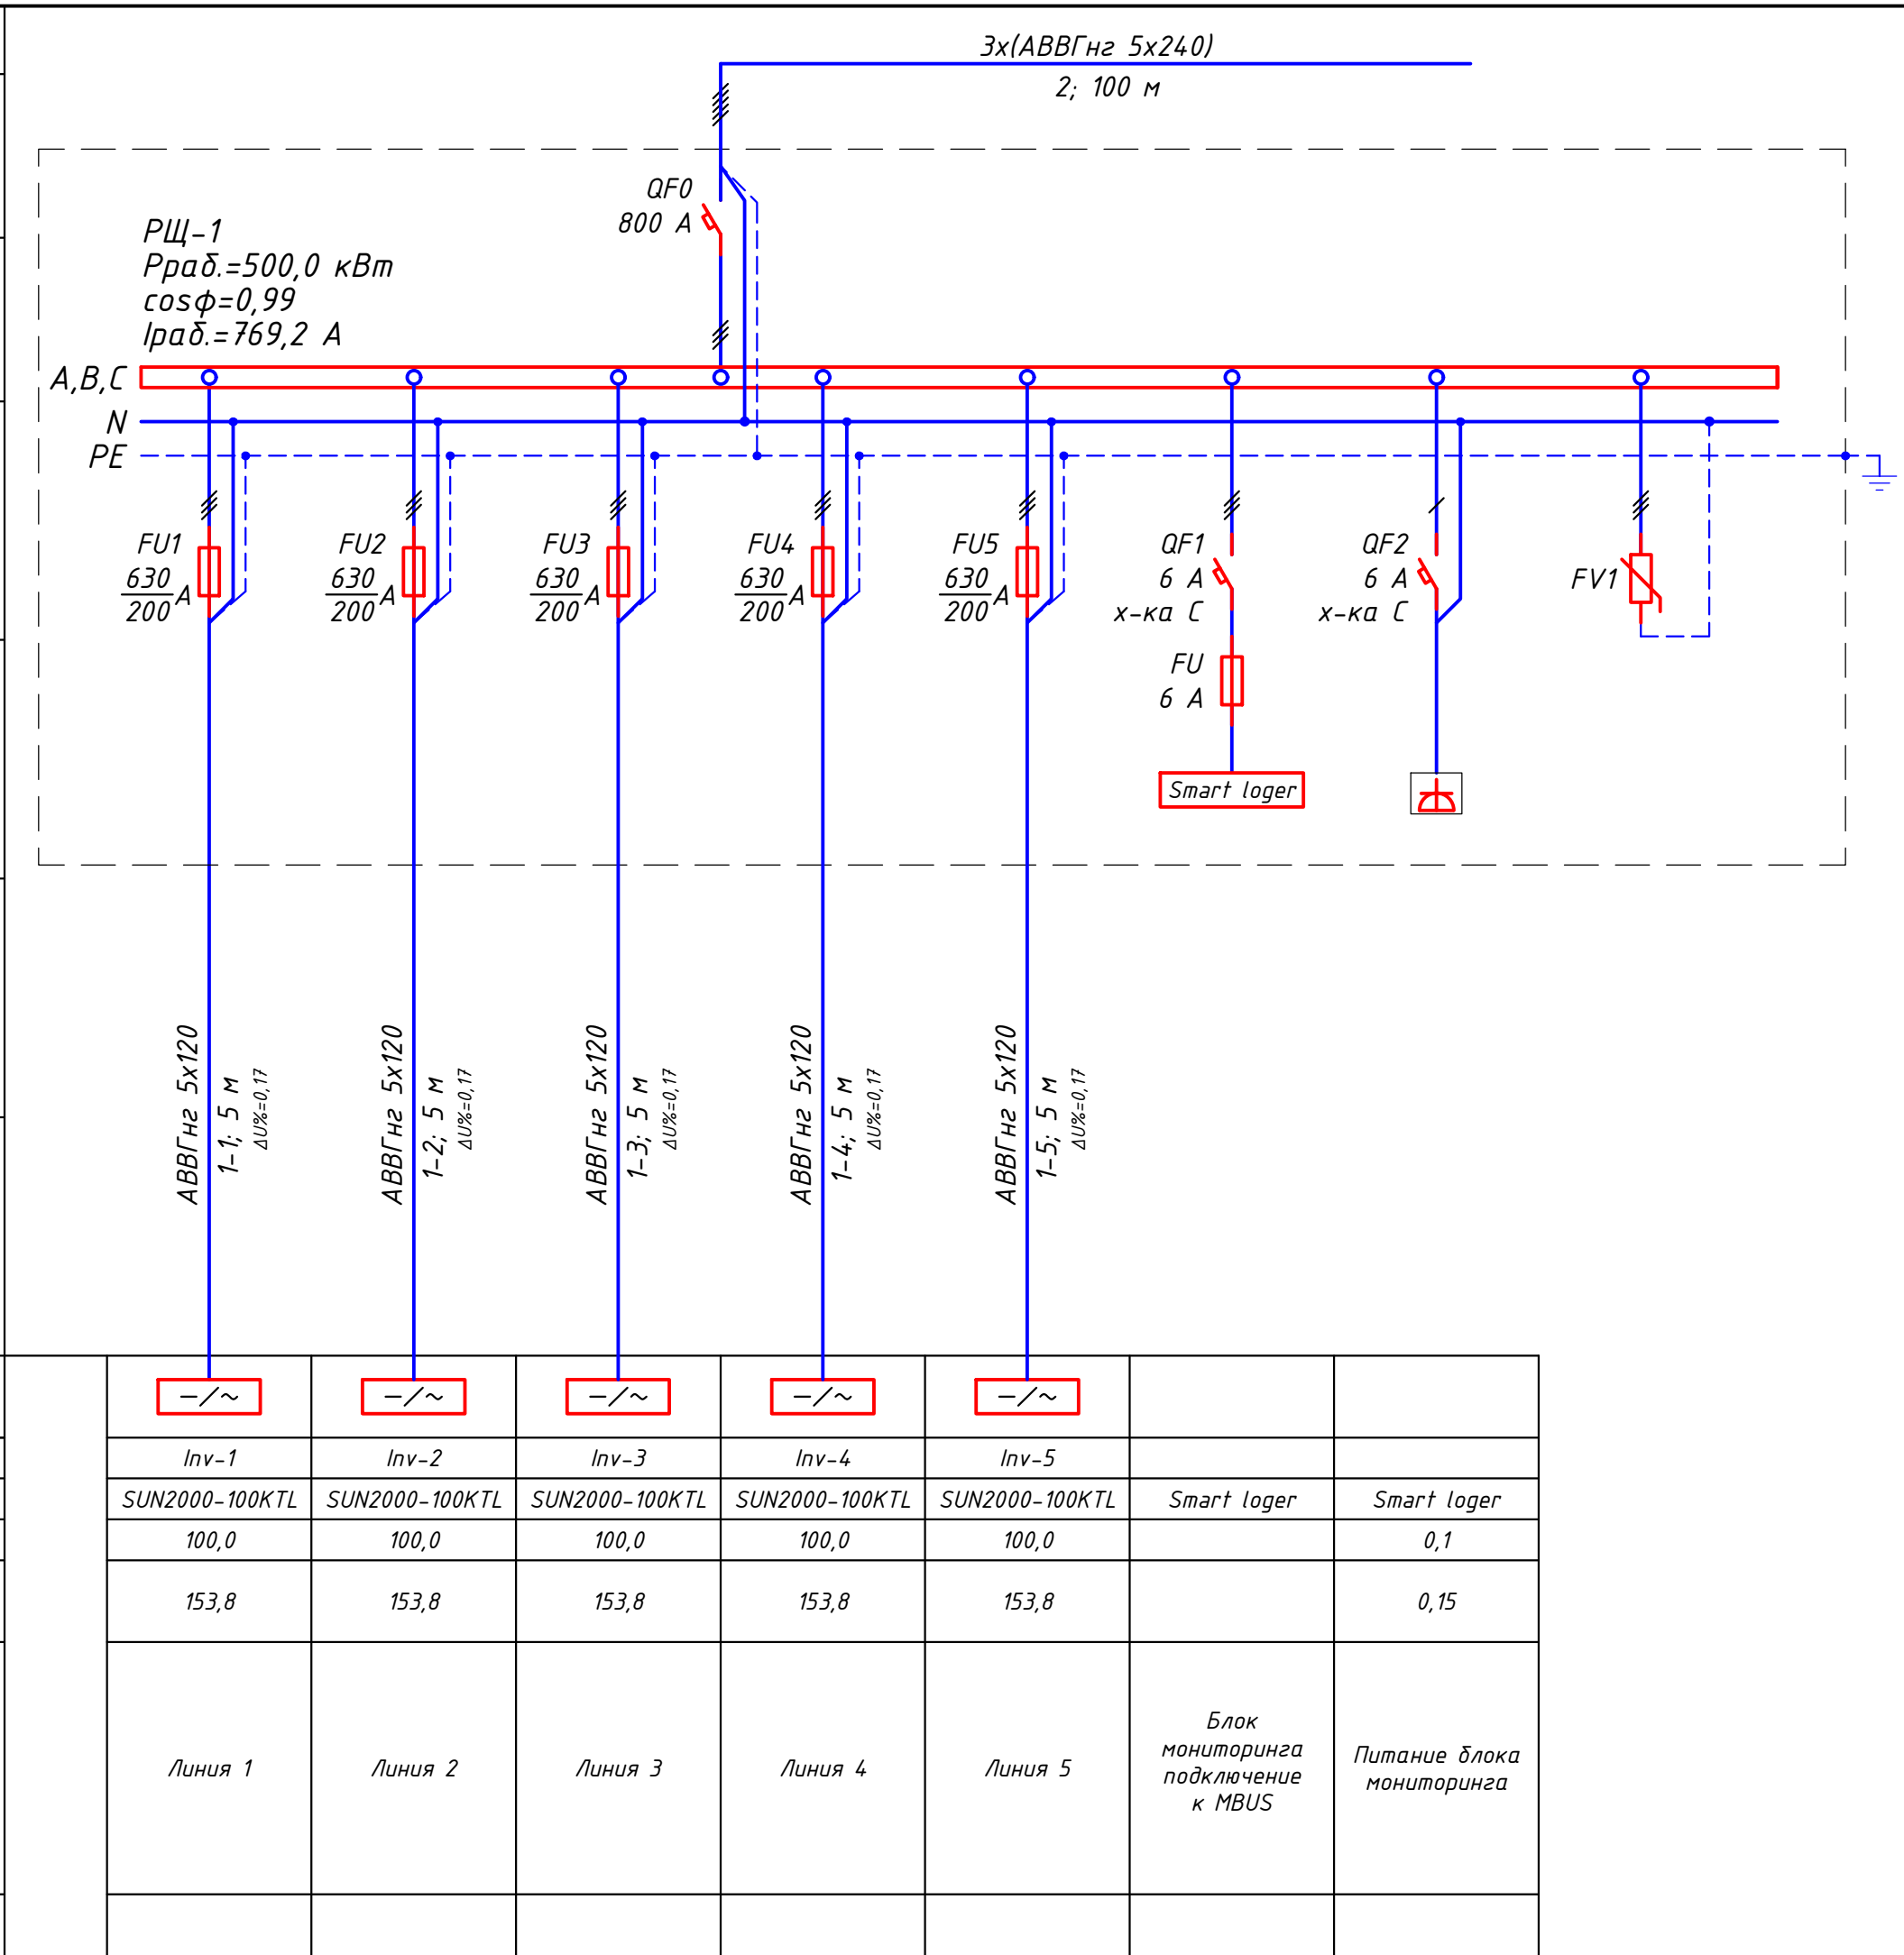 3х(АВВГнг 5х240)
2; 100 м
QF0
800 А
РЩ-1
Рраб.=500,0 кВт
cosφ=0,99
Iраб.=769,2 А
A,B,C
N
PE
FU1
630
200
А
FU2
630
200
А
FU3
630
200
А
FU4
630
200
А
FU5
630
200
А
QF1
6 А
х-ка С
FU
6 А
Smart loger
QF2
6 А
х-ка С
FV1
АВВГнг 5х120
1-1; 5 м
ΔU%=0,17
АВВГнг 5х120
1-2; 5 м
ΔU%=0,17
АВВГнг 5х120
1-3; 5 м
ΔU%=0,17
АВВГнг 5х120
1-4; 5 м
ΔU%=0,17
АВВГнг 5х120
1-5; 5 м
ΔU%=0,17
–/~ –/~ –/~ –/~ –/~
Inv-1 Inv-2 Inv-3 Inv-4 Inv-5
SUN2000-100KTL SUN2000-100KTL SUN2000-100KTL SUN2000-100KTL SUN2000-100KTL Smart loger Smart loger
100,0 100,0 100,0 100,0 100,0 0,1
153,8 153,8 153,8 153,8 153,8 0,15
Линия 1
Линия 2
Линия 3
Линия 4
Линия 5
Блок
мониторинга
подключение
к MBUS
Питание блока
мониторинга